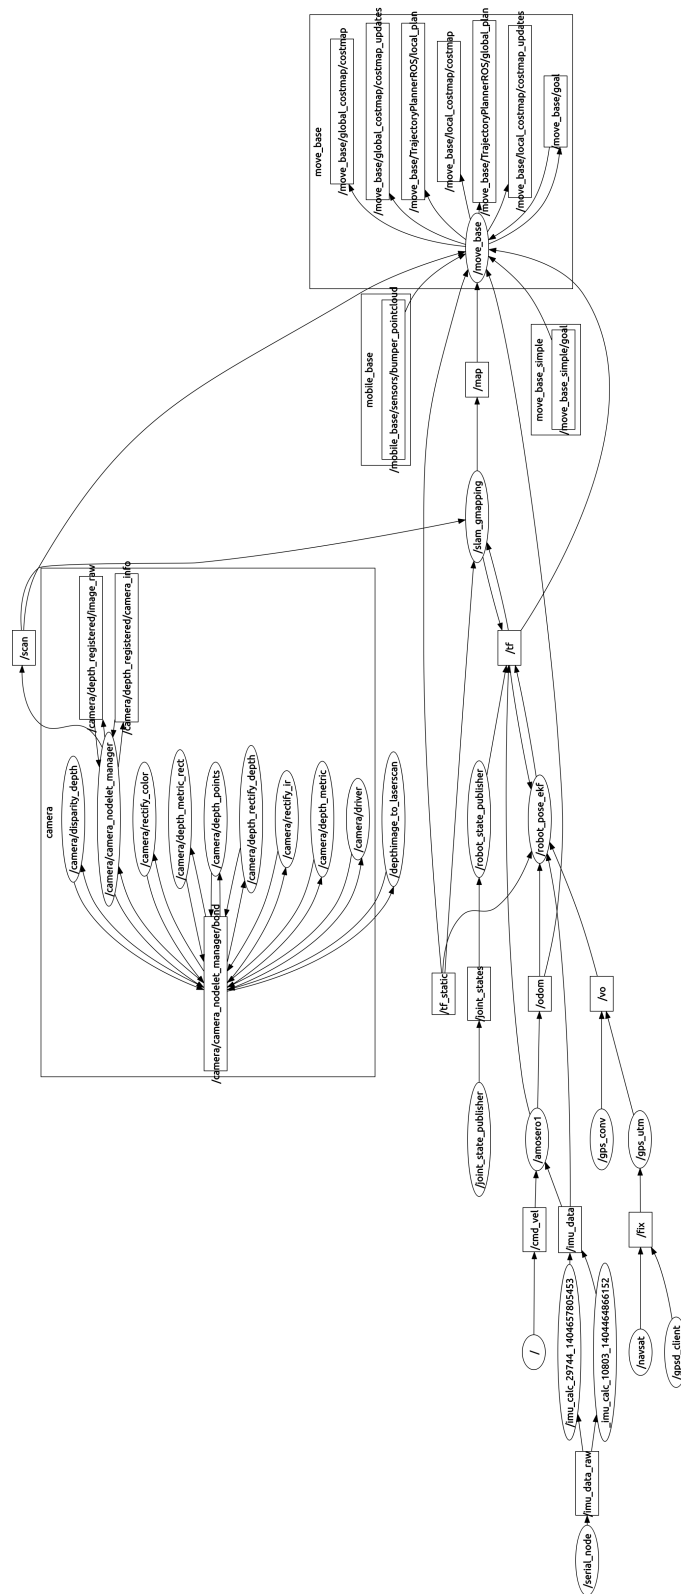 move_base
/move_base/global_costmap/costmap
/move_base/global_costmap/costmap_updates
/move_base/TrajectoryPlannerROS/local_plan
/move_base/local_costmap/costmap
/move_base/TrajectoryPlannerROS/global_plan
/move_base/local_costmap/costmap_updates
/move_base/goal
/move_base
mobile_base
/mobile_base/sensors/bumper_pointcloud
move_base_simple
/move_base_simple/goal
/map
/slam_gmapping
/scan
/tf
camera
/camera/depth_registered/image_raw
/camera/depth_registered/camera_info
/camera/disparity_depth
/camera/camera_nodelet_manager
/camera/rectify_color
/camera/depth_metric_rect
/camera/depth_points
/camera/depth_rectify_depth
/camera/rectify_ir
/camera/depth_metric
/camera/driver
/depthimage_to_laserscan
/camera/camera_nodelet_manager/bond
/robot_state_publisher
/robot_pose_ekf
/tf_static
/joint_states
/odom
/vo
/joint_state_publisher
/amosero1
/gps_conv
/gps_utm
/cmd_vel
/imu_data
/fix
/
/imu_calc_29744_1404657805453
/imu_calc_10803_1404464866152
/navsat
/gpsd_client
/imu_data_raw
/serial_node